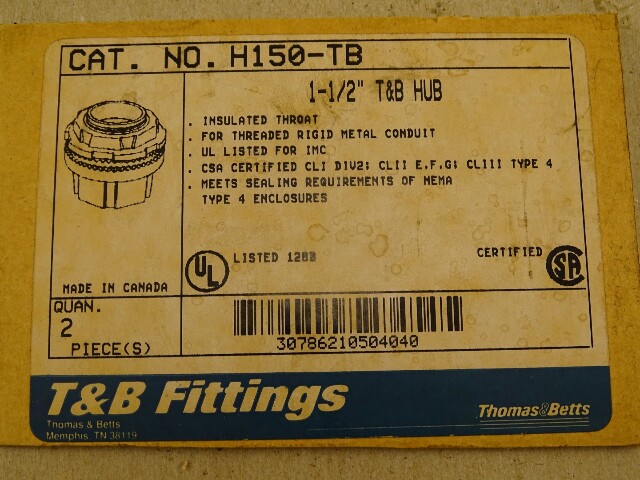 CAT. NO. H150-TB
1-1/2" T&B HUB
. INSULATED THROAT
. FOR THREADED RIGID METAL CONDUIT
. UL LISTED FOR IMC
. CSA CERTIFIED CLI DIV2; CLII E.F.G; CLIII TYPE 4
. MEETS SEALING REQUIREMENTS OF NEMA
TYPE 4 ENCLOSURES
UL LISTED
CERTIFIED SA
MADE IN CANADA
QUAN.
2
PIECE(S)
30786210504040
T&B Fittings
Thomas & Betts
Memphis, TN 38119
Thomas&Betts